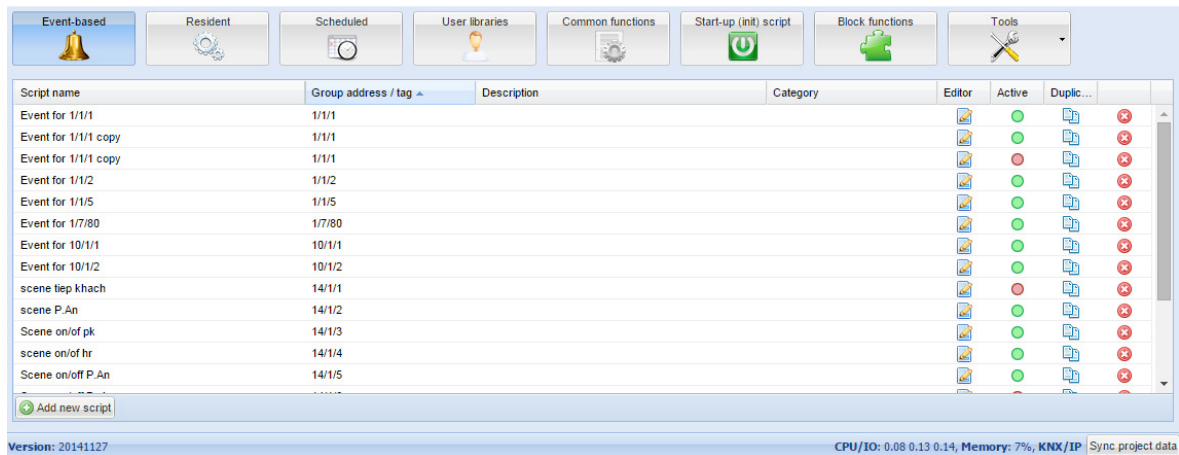 Event-based Resident Scheduled User libraries Common functions Start-up (init) script Block functions Tools
Script name Group address / tag Description Category Editor Active Duplic...
Event for 1/1/1 1/1/1
Event for 1/1/1 copy 1/1/1
Event for 1/1/1 copy 1/1/1
Event for 1/1/2 1/1/2
Event for 1/1/5 1/1/5
Event for 1/7/80 1/7/80
Event for 10/1/1 10/1/1
Event for 10/1/2 10/1/2
scene tiep khach 14/1/1
scene P.An 14/1/2
Scene on/of pk 14/1/3
scene on/of hr 14/1/4
Scene on/off P.An 14/1/5
Add new script
Version: 20141127 CPU/IO: 0.08 0.13 0.14, Memory: 7%, KNX/IP Sync project data